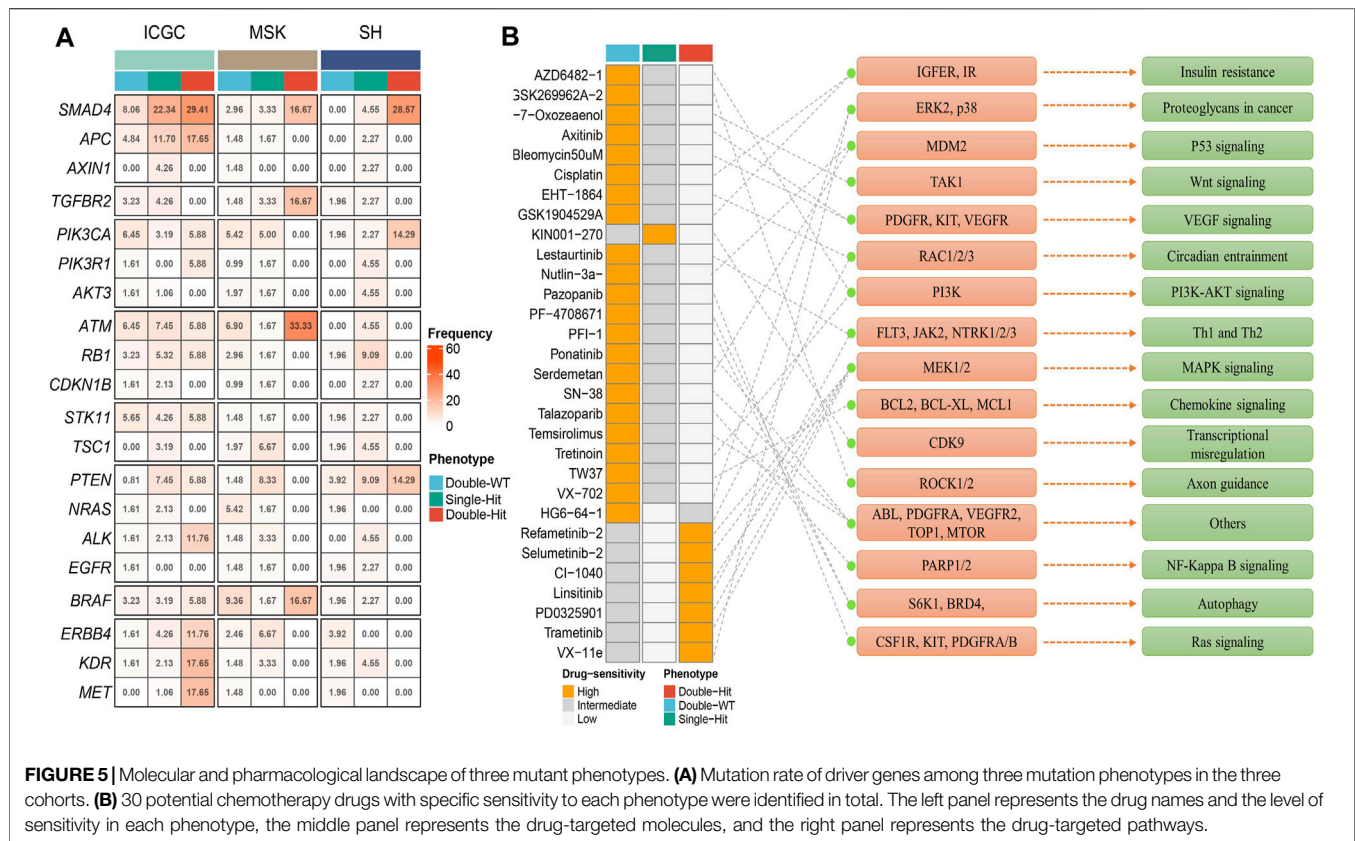 A
ICGC MSK SH
SMAD4 8.06 22.34 29.41 2.96 3.33 16.67 0.00 4.55 28.57
APC 4.84 11.70 17.65 1.48 1.67 0.00 0.00 2.27 0.00
AXIN1 0.00 4.26 0.00 1.48 0.00 0.00 0.00 2.27 0.00
TGFBR2 3.23 4.26 0.00 1.48 3.33 16.67 1.96 2.27 0.00
PIK3CA 6.45 3.19 5.88 5.42 5.00 0.00 1.96 2.27 14.29
PIK3R1 1.61 0.00 5.88 0.99 1.67 0.00 0.00 4.55 0.00
AKT3 1.61 1.06 0.00 1.97 1.67 0.00 0.00 4.55 0.00
ATM 6.45 7.45 5.88 6.90 1.67 33.33 0.00 4.55 0.00
RB1 3.23 5.32 5.88 2.96 1.67 0.00 1.96 9.09 0.00
CDKN1B 1.61 2.13 0.00 0.99 1.67 0.00 0.00 2.27 0.00
STK11 5.65 4.26 5.88 1.48 1.67 0.00 1.96 2.27 0.00
TSC1 0.00 3.19 0.00 1.97 6.67 0.00 1.96 4.55 0.00
PTEN 0.81 7.45 5.88 1.48 8.33 0.00 3.92 9.09 14.29
NRAS 1.61 2.13 0.00 5.42 1.67 0.00 1.96 0.00 0.00
ALK 1.61 2.13 11.76 1.48 3.33 0.00 0.00 4.55 0.00
EGFR 1.61 0.00 0.00 1.48 1.67 0.00 1.96 2.27 0.00
BRAF 3.23 3.19 5.88 9.36 1.67 16.67 1.96 2.27 0.00
ERBB4 1.61 4.26 11.76 2.46 6.67 0.00 3.92 0.00 0.00
KDR 1.61 2.13 17.65 1.48 3.33 0.00 1.96 4.55 0.00
MET 0.00 1.06 17.65 1.48 0.00 0.00 1.96 0.00 0.00
Frequency
60
40
20
0
Phenotype
Double-WT
Single-Hit
Double-Hit
B
AZD6482-1
GSK269962A-2
-7-Oxozeaenol
Axitinib
Bleomycin50uM
Cisplatin
EHT-1864
GSK1904529A
KIN001-270
Lestaurtinib
Nutlin-3a-
Pazopanib
PF-4708671
PFI-1
Ponatinib
Serdemetan
SN-38
Talazoparib
Temsirolimus
Tretinoin
TW37
VX-702
HG6-64-1
Refametinib-2
Selumetinib-2
CI-1040
Linsitinib
PD0325901
Trametinib
VX-11e
Drug-sensitivity
High
Intermediate
Low
Phenotype
Double-Hit
Double-WT
Single-Hit
IGFER, IR
ERK2, p38
MDM2
TAK1
PDGFR, KIT, VEGFR
RAC1/2/3
PI3K
FLT3, JAK2, NTRK1/2/3
MEK1/2
BCL2, BCL-XL, MCL1
CDK9
ROCK1/2
ABL, PDGFRA, VEGFR2,
TOP1, MTOR
PARP1/2
S6K1, BRD4,
CSF1R, KIT, PDGFRA/B
Insulin resistance
Proteoglycans in cancer
P53 signaling
Wnt signaling
VEGF signaling
Circadian entrainment
PI3K-AKT signaling
Th1 and Th2
MAPK signaling
Chemokine signaling
Transcriptional
misregulation
Axon guidance
Others
NF-Kappa B signaling
Autophagy
Ras signaling
FIGURE 5 | Molecular and pharmacological landscape of three mutant phenotypes. (A) Mutation rate of driver genes among three mutation phenotypes in the three
cohorts. (B) 30 potential chemotherapy drugs with specific sensitivity to each phenotype were identified in total. The left panel represents the drug names and the level of
sensitivity in each phenotype, the middle panel represents the drug-targeted molecules, and the right panel represents the drug-targeted pathways.